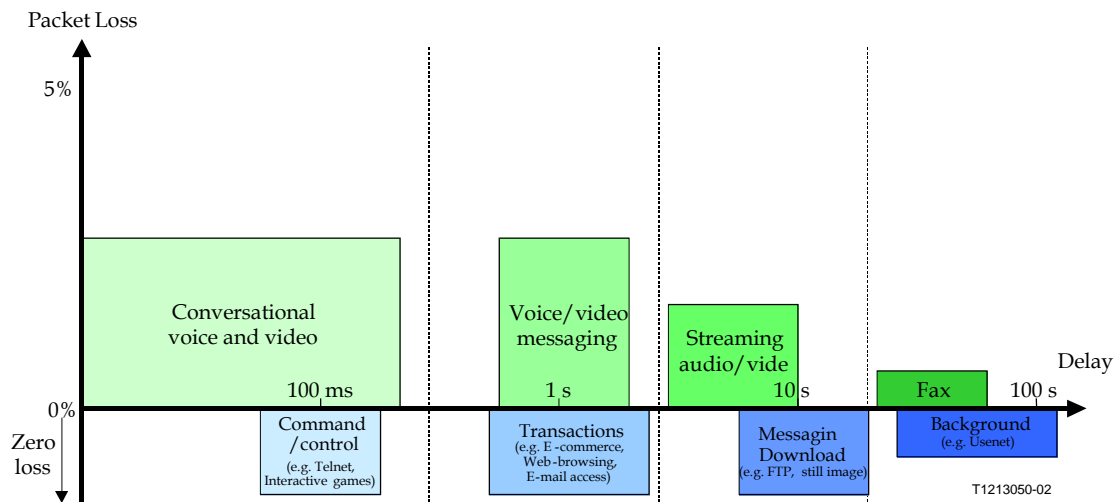 Packet Loss
5%
Conversational
voice and video
Voice/video
messaging
Streaming
audio/vide
Delay
100 ms
1 s
10 s
Fax
100 s
0%
Zero
loss
Command
/control
(e.g. Telnet,
Interactive games)
Transactions
(e.g. E-commerce,
Web-browsing,
E-mail access)
Messagin
Download
(e.g. FTP, still image)
Background
(e.g. Usenet)
T1213050-02